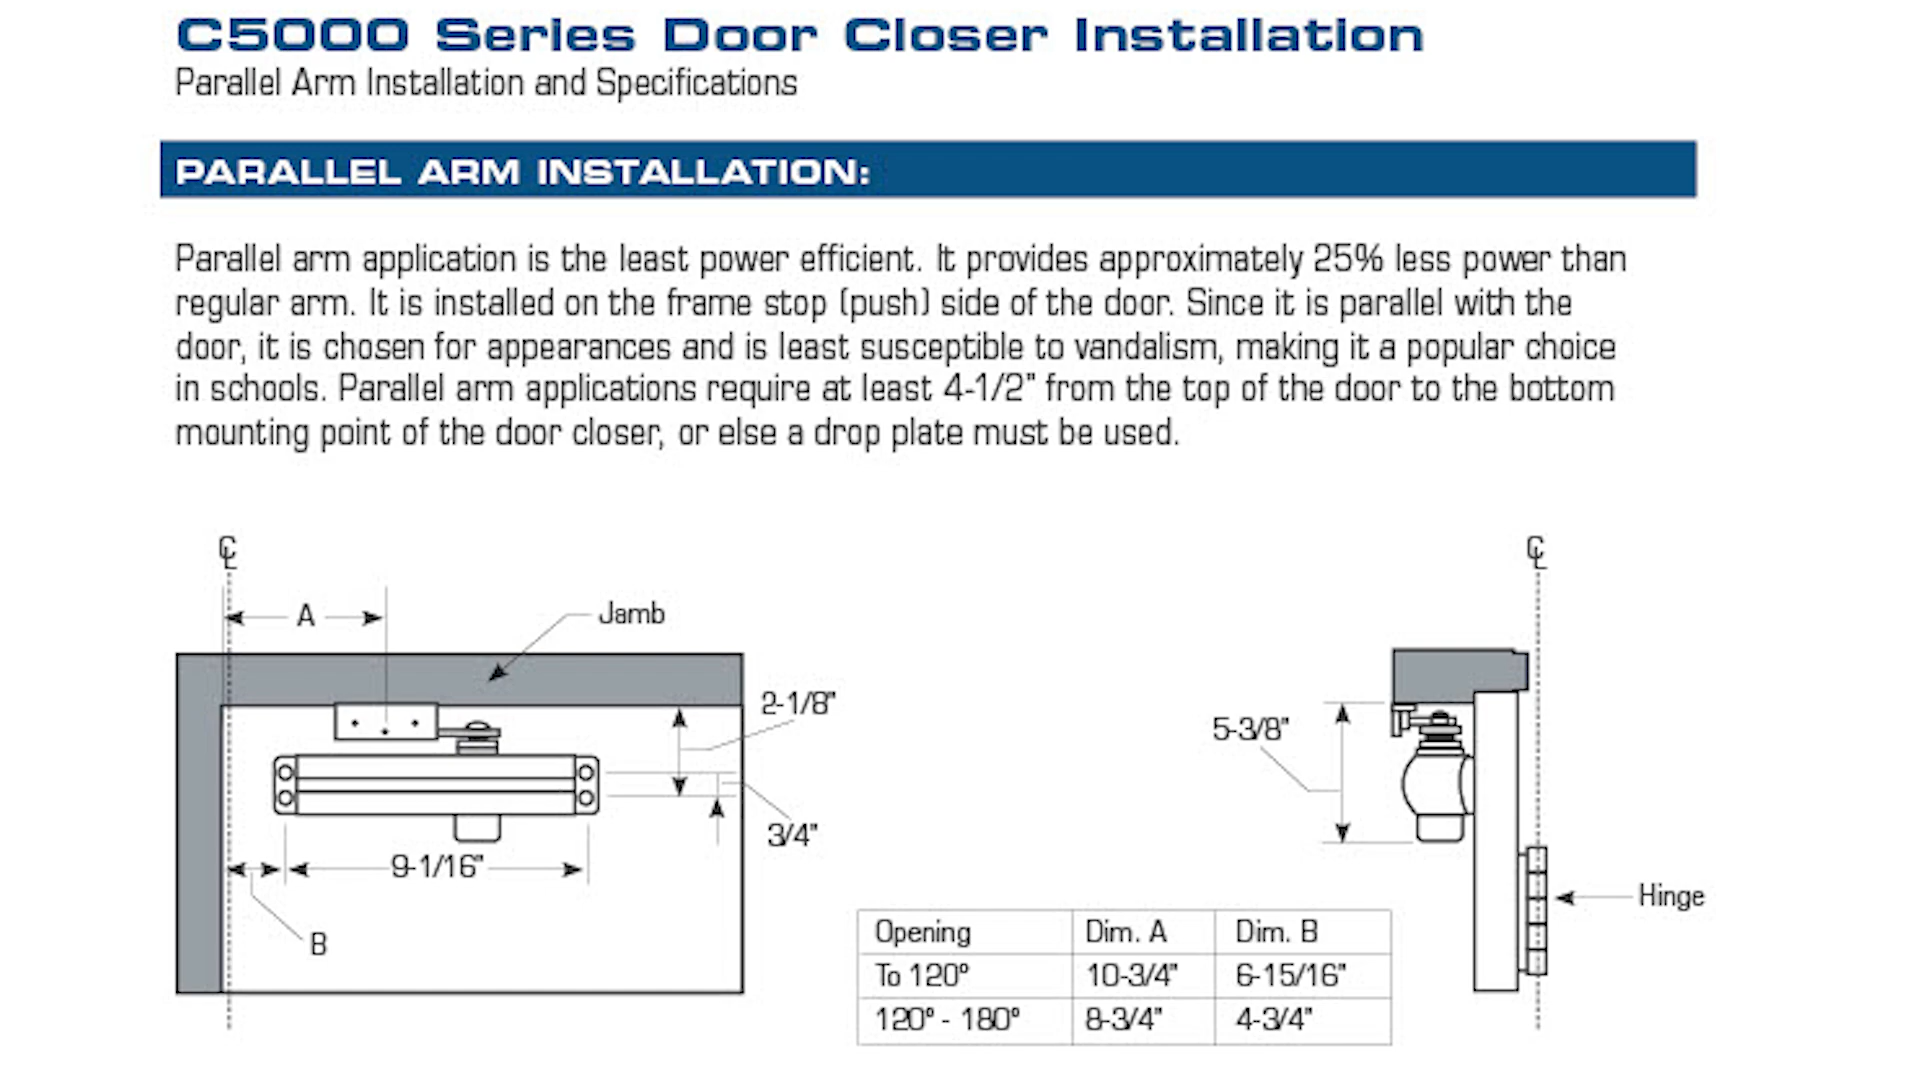 C5000 Series Door Closer Installation
Parallel Arm Installation and Specifications
PARALLEL ARM INSTALLATION:
Parallel arm application is the least power efficient. It provides approximately 25% less power than
regular arm. It is installed on the frame stop (push) side of the door. Since it is parallel with the
door, it is chosen for appearances and is least susceptible to vandalism, making it a popular choice
in schools. Parallel arm applications require at least 4-1/2" from the top of the door to the bottom
mounting point of the door closer, or else a drop plate must be used.
℄
A
Jamb
2-1/8"
3/4"
9-1/16"
B
℄
5-3/8"
Hinge
Opening Dim. A Dim. B
To 120° 10-3/4" 6-15/16"
120° - 180° 8-3/4" 4-3/4"